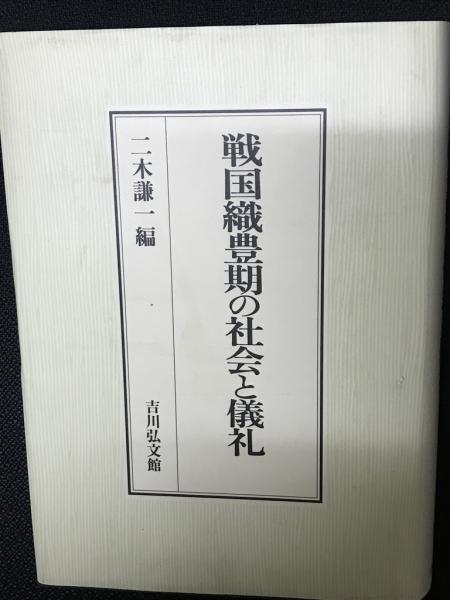 戦国織豊期の社会と儀礼
二木謙一編
吉川弘文館